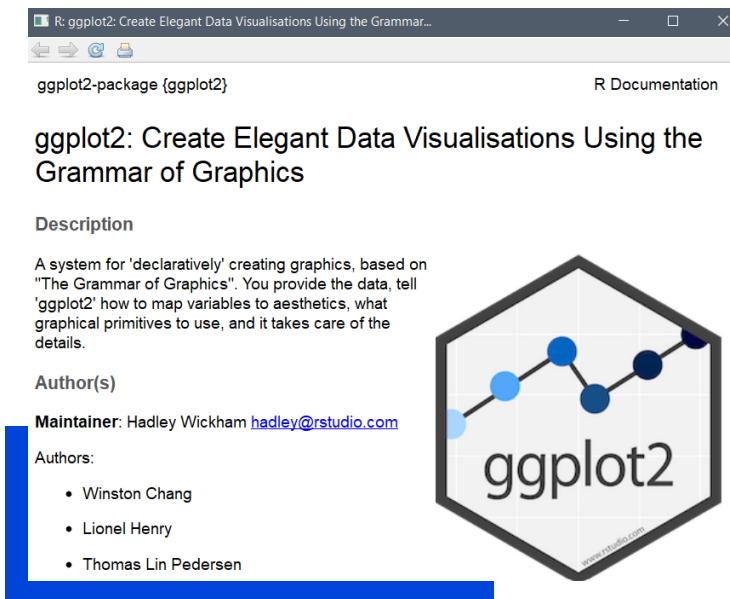 R: ggplot2: Create Elegant Data Visualisations Using the Grammar...
ggplot2-package {ggplot2} R Documentation
ggplot2: Create Elegant Data Visualisations Using the
Grammar of Graphics
Description
A system for 'declaratively' creating graphics, based on
"The Grammar of Graphics". You provide the data, tell
'ggplot2' how to map variables to aesthetics, what
graphical primitives to use, and it takes care of the
details.
Author(s)
Maintainer: Hadley Wickham hadley@rstudio.com
Authors:
Winston Chang
Lionel Henry
Thomas Lin Pedersen
ggplot2
www.rstudio.com